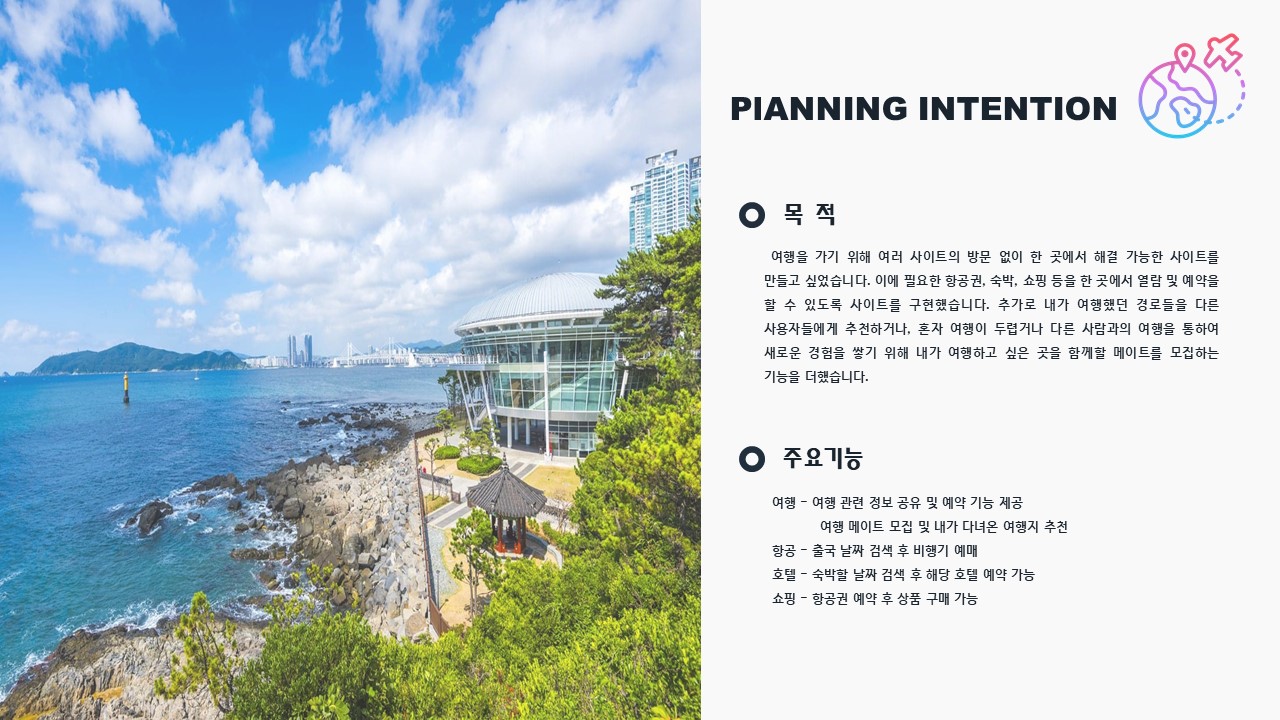 PIANNING INTENTION
목 적
여행을 가기 위해 여러 사이트의 방문 없이 한 곳에서 해결 가능한 사이트를
만들고 싶었습니다. 이에 필요한 항공권, 숙박, 쇼핑 등을 한 곳에서 열람 및 예약을
할 수 있도록 사이트를 구현했습니다. 추가로 내가 여행했던 경로들을 다른
사용자들에게 추천하거나, 혼자 여행이 두렵거나 다른 사람과의 여행을 통하여
새로운 경험을 쌓기 위해 내가 여행하고 싶은 곳을 함께할 메이트를 모집하는
기능을 더했습니다.
주요기능
여행 - 여행 관련 정보 공유 및 예약 기능 제공
여행 메이트 모집 및 내가 다녀온 여행지 추천
항공 - 출국 날짜 검색 후 비행기 예매
호텔 - 숙박할 날짜 검색 후 해당 호텔 예약 가능
쇼핑 - 항공권 예약 후 상품 구매 가능